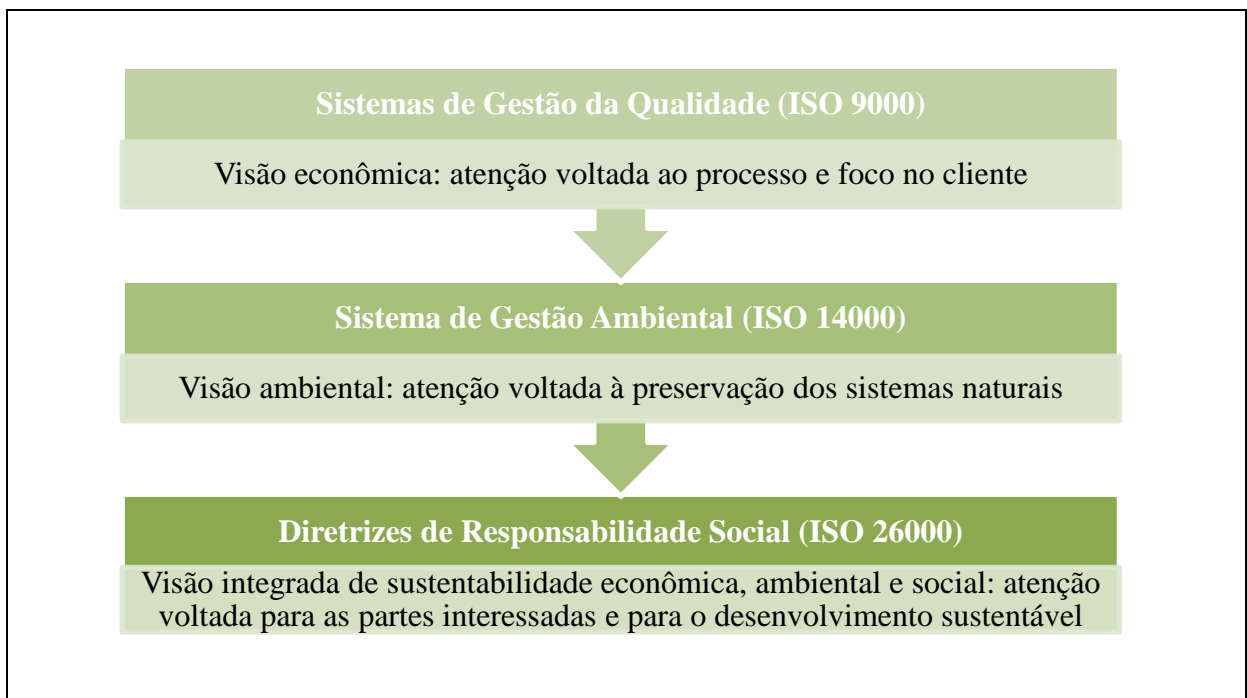 Sistemas de Gestão da Qualidade (ISO 9000)
Visão econômica: atenção voltada ao processo e foco no cliente
Sistema de Gestão Ambiental (ISO 14000)
Visão ambiental: atenção voltada à preservação dos sistemas naturais
Diretrizes de Responsabilidade Social (ISO 26000)
Visão integrada de sustentabilidade econômica, ambiental e social: atenção
voltada para as partes interessadas e para o desenvolvimento sustentável